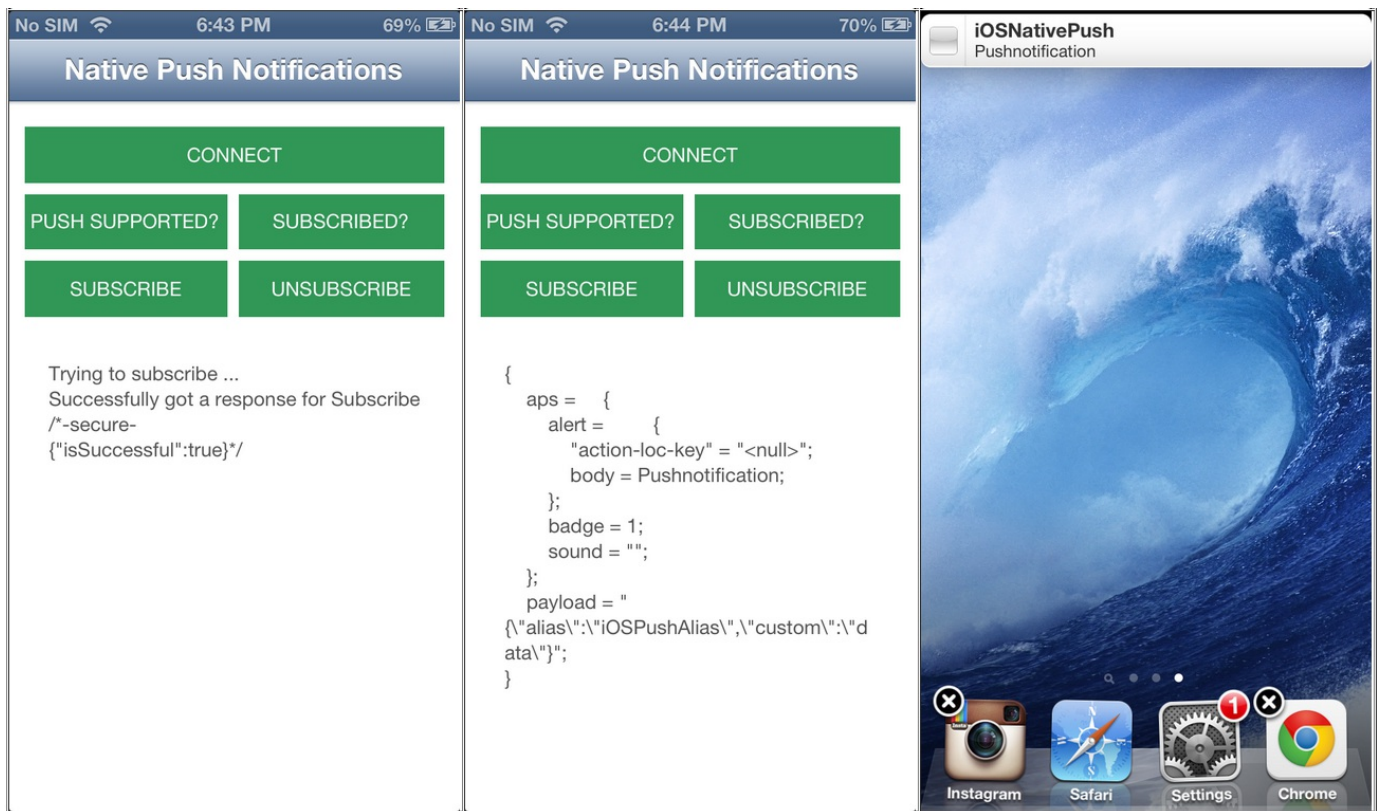 No SIM 6:43 PM 69%
Native Push Notifications
CONNECT
PUSH SUPPORTED? SUBSCRIBED?
SUBSCRIBE UNSUBSCRIBE
Trying to subscribe ...
Successfully got a response for Subscribe
/*-secure-
{"isSuccessful":true}*/
No SIM 6:44 PM 70%
Native Push Notifications
CONNECT
PUSH SUPPORTED? SUBSCRIBED?
SUBSCRIBE UNSUBSCRIBE
{
aps = {
alert = {
"action-loc-key" = "<null>";
body = Pushnotification;
};
badge = 1;
sound = "";
};
payload = "
{\"alias\":\"iOSPushAlias\",\"custom\":\"d
ata\"}";
}
iOSNativePush
Pushnotification
1
Insta
N
S
Instagram Safari Settings Chrome